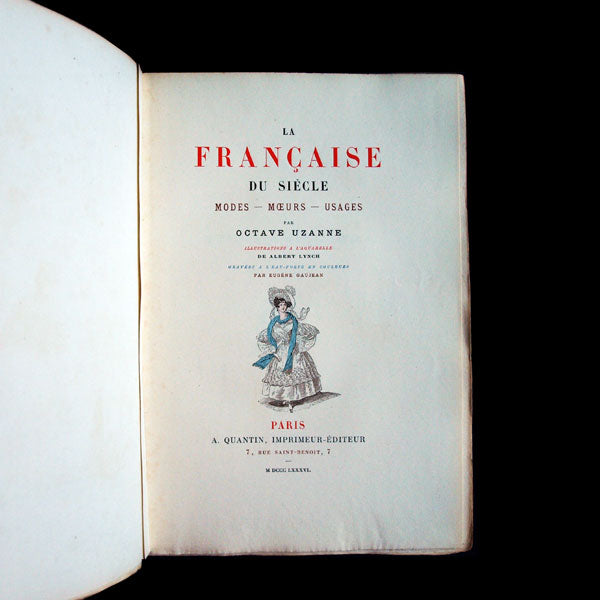 LA
FRANÇAISE
DU SIÈCLE
MODES — MŒURS — USAGES
PAR
OCTAVE UZANNE
ILLUSTRATIONS A L'AQUARELLE
DE ALBERT LYNCH
GRAVÉES A L'EAU-FORTE EN COULEURS
PAR EUGÈNE GAUJEAN
PARIS
A. QUANTIN, IMPRIMEUR-ÉDITEUR
7, RUE SAINT-BENOIT, 7
—
M DCCC LXXXVI.